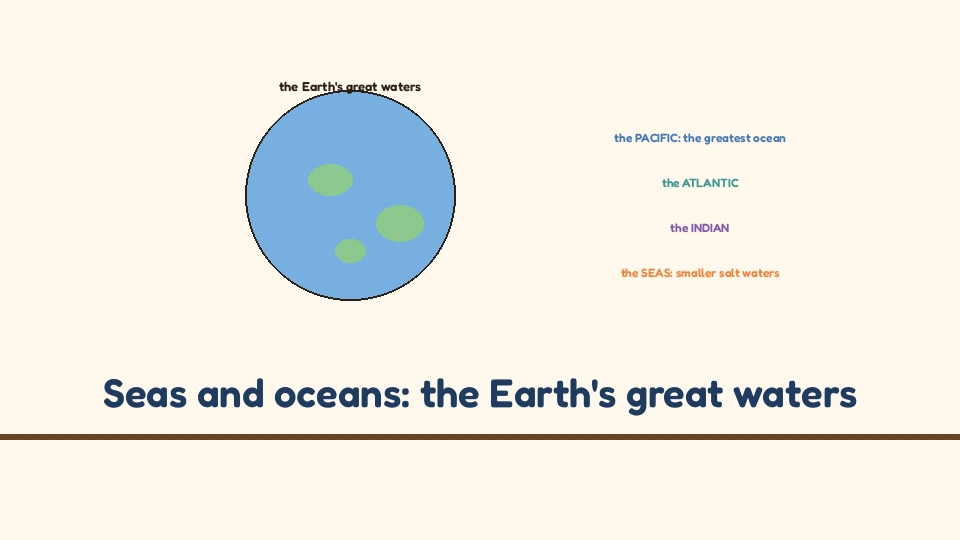 the Earth's great waters
the PACIFIC: the greatest ocean
the ATLANTIC
the INDIAN
the SEAS: smaller salt waters
Seas and oceans: the Earth's great waters